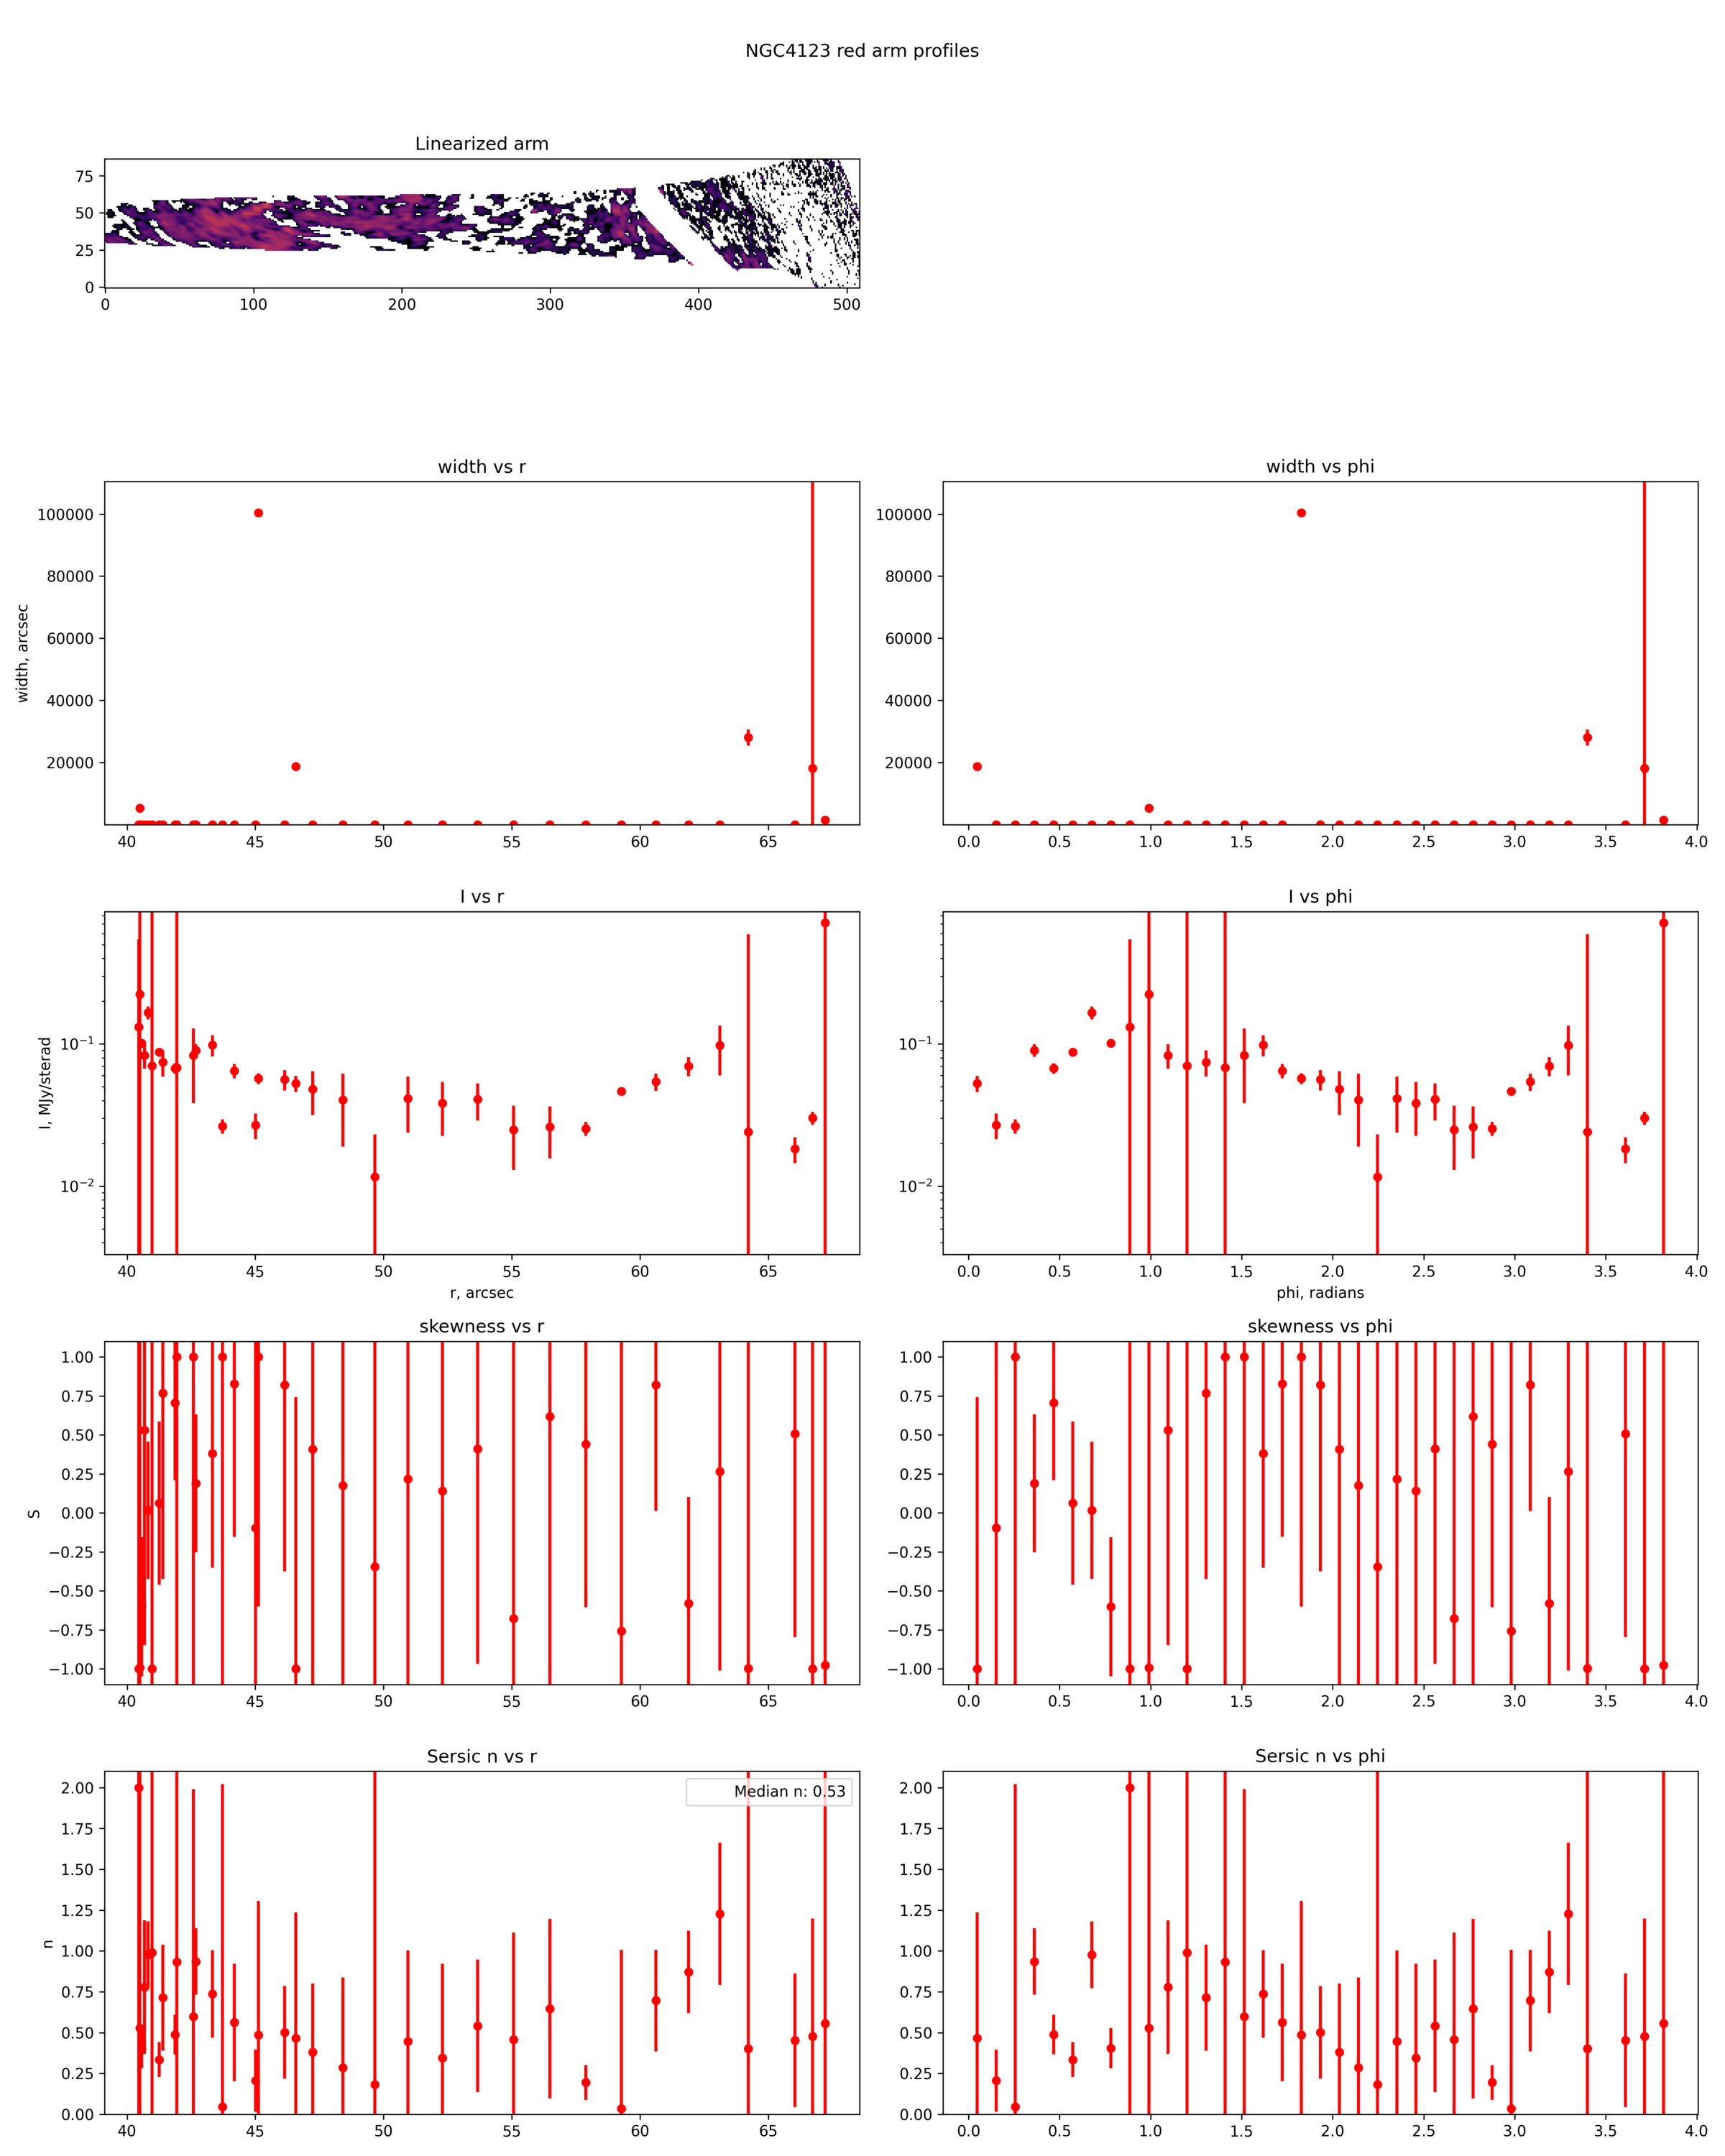 NGC4123 red arm profiles
Linearized arm
75
50
25
0
0 100 200 300 400 500
width vs r
width vs phi
width, arcsec
100000
80000
60000
40000
20000
40 45 50 55 60 65
100000
80000
60000
40000
20000
0.0 0.5 1.0 1.5 2.0 2.5 3.0 3.5 4.0
I vs r
I vs phi
I, MJy/sterad
10⁻¹
10⁻²
40 45 50 55 60 65
r, arcsec
10⁻¹
10⁻²
0.0 0.5 1.0 1.5 2.0 2.5 3.0 3.5 4.0
phi, radians
skewness vs r
skewness vs phi
S
1.00
0.75
0.50
0.25
0.00
−0.25
−0.50
−0.75
−1.00
40 45 50 55 60 65
1.00
0.75
0.50
0.25
0.00
−0.25
−0.50
−0.75
−1.00
0.0 0.5 1.0 1.5 2.0 2.5 3.0 3.5 4.0
Sersic n vs r
Sersic n vs phi
n
2.00
1.75
1.50
1.25
1.00
0.75
0.50
0.25
0.00
Median n: 0.53
40 45 50 55 60 65
2.00
1.75
1.50
1.25
1.00
0.75
0.50
0.25
0.00
0.0 0.5 1.0 1.5 2.0 2.5 3.0 3.5 4.0